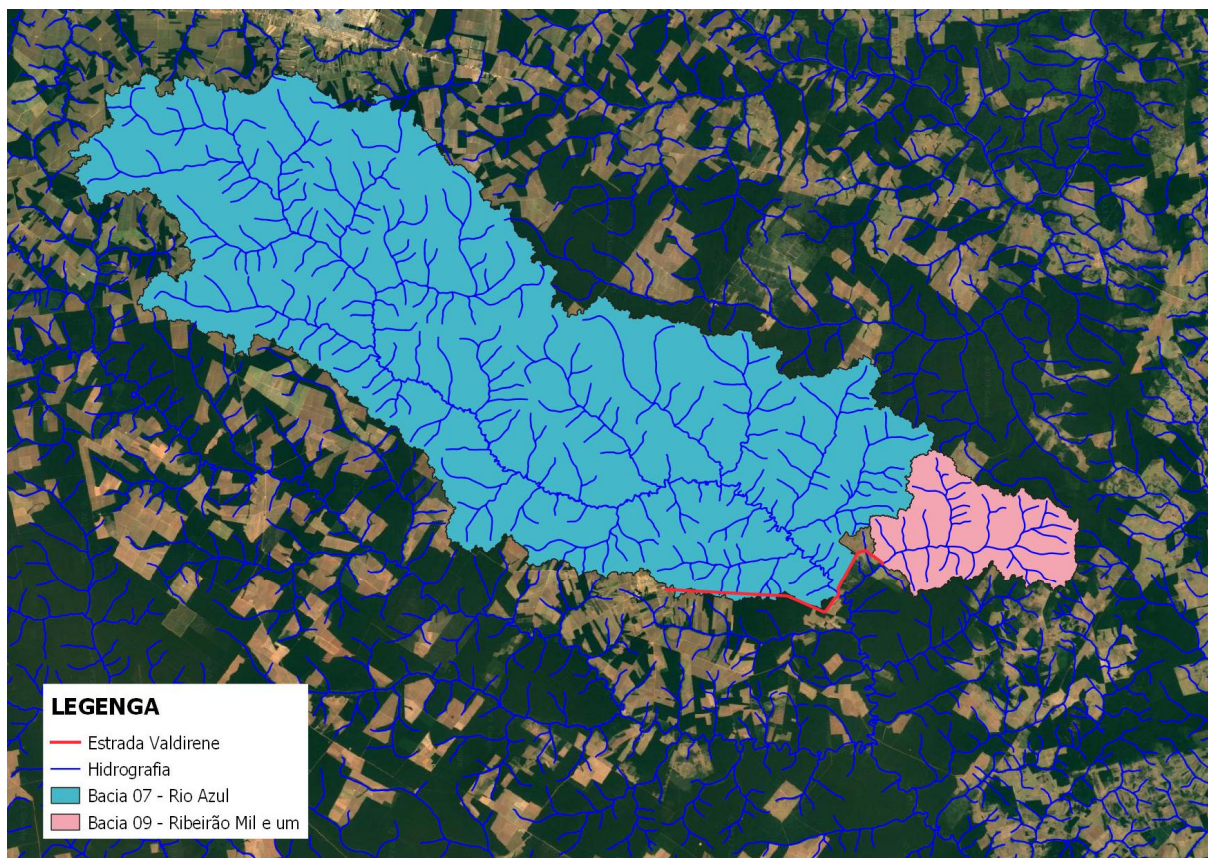 LEGENGA
Estrada Valdirene
Hidrografia
Bacia 07 - Rio Azul
Bacia 09 - Ribeirão Mil e um